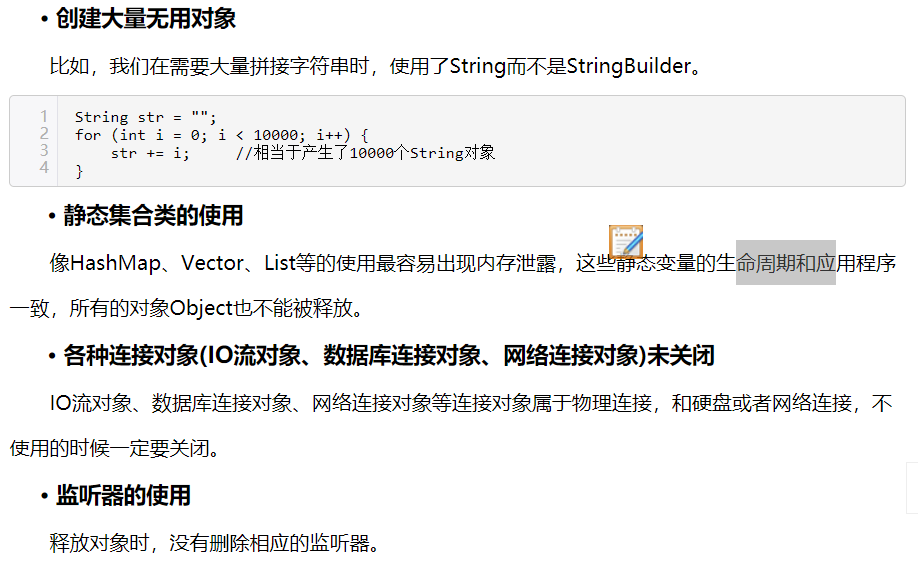 • 创建大量无用对象
比如，我们在需要大量拼接字符串时，使用了String而不是StringBuilder。
1 String str = "";
2 for (int i = 0; i < 10000; i++) {
3     str += i;     //相当于产生了10000个String对象
4 }
• 静态集合类的使用
像HashMap、Vector、List等的使用最容易出现内存泄露，这些静态变量的生命周期和应用程序
一致，所有的对象Object也不能被释放。
• 各种连接对象(IO流对象、数据库连接对象、网络连接对象)未关闭
IO流对象、数据库连接对象、网络连接对象等连接对象属于物理连接，和硬盘或者网络连接，不
使用的时候一定要关闭。
• 监听器的使用
释放对象时，没有删除相应的监听器。